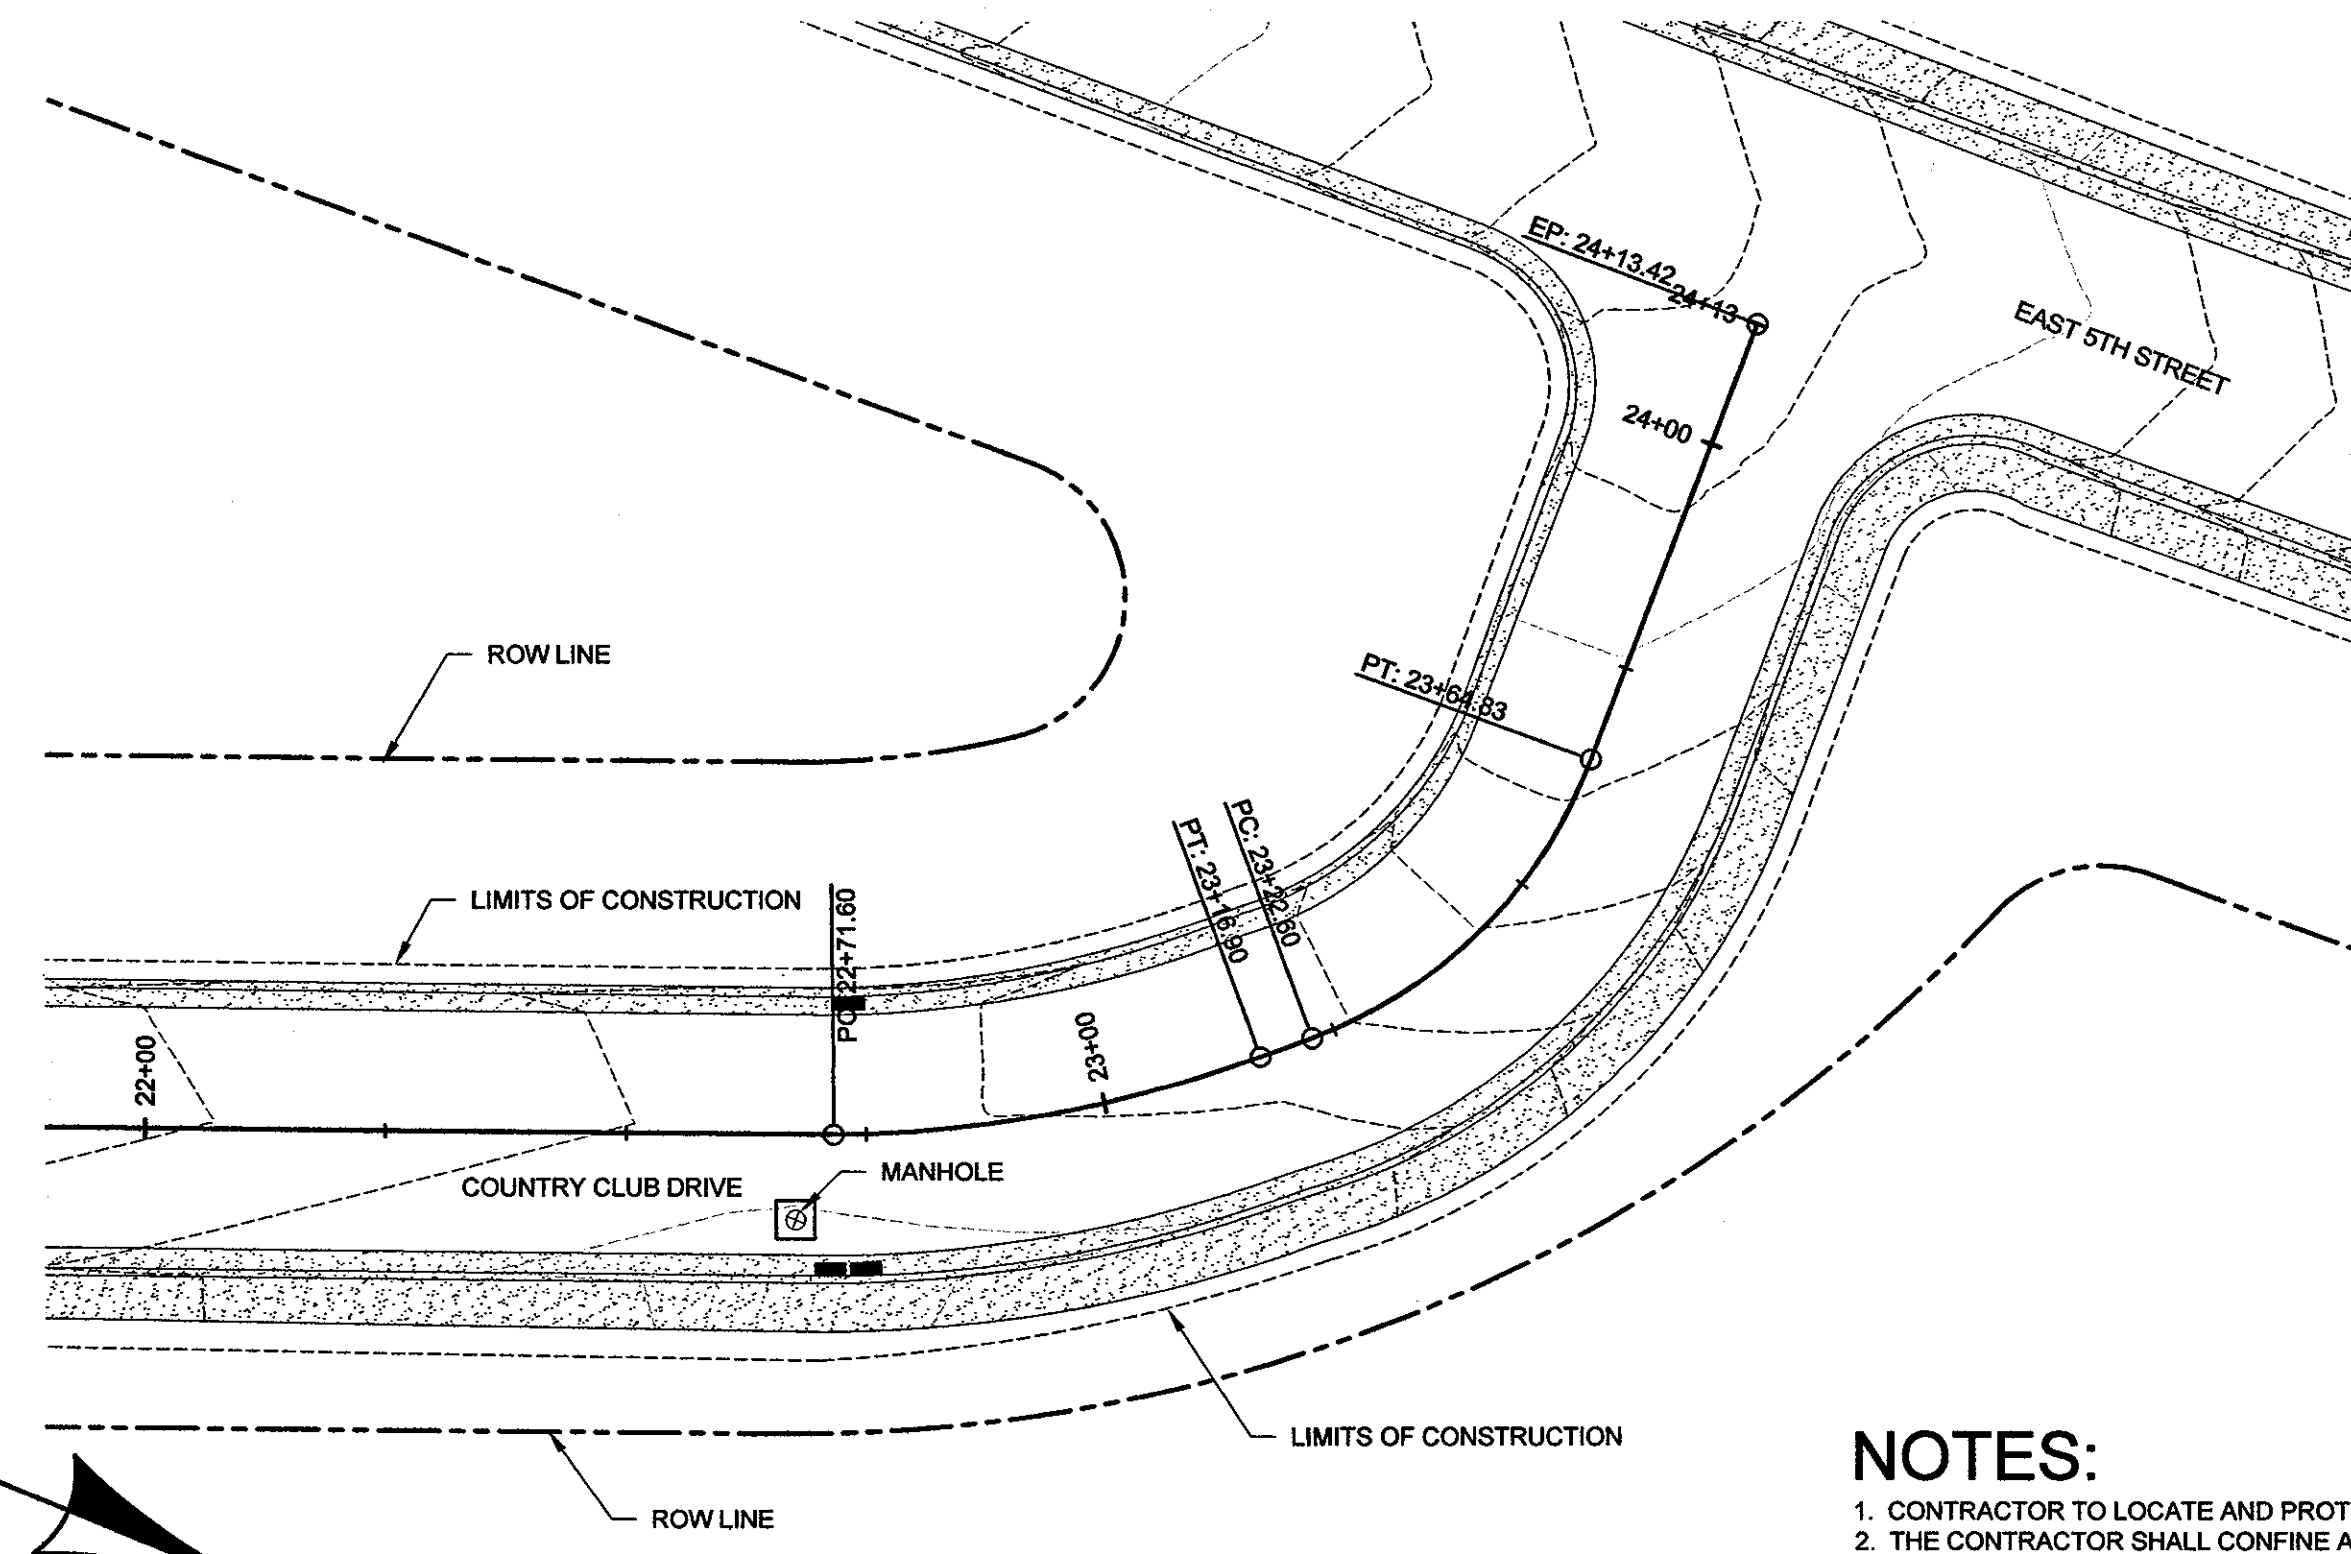 EP: 24+13.42
24+13
EAST 5TH STREET
24+00
ROW LINE
PT: 23+64.83
PC: 23+22.60
PT: 23+16.90
LIMITS OF CONSTRUCTION
PC: 22+71.60
23+00
22+00
MANHOLE
COUNTRY CLUB DRIVE
LIMITS OF CONSTRUCTION
ROW LINE
NOTES:
1. CONTRACTOR TO LOCATE AND PROT
2. THE CONTRACTOR SHALL CONFINE A